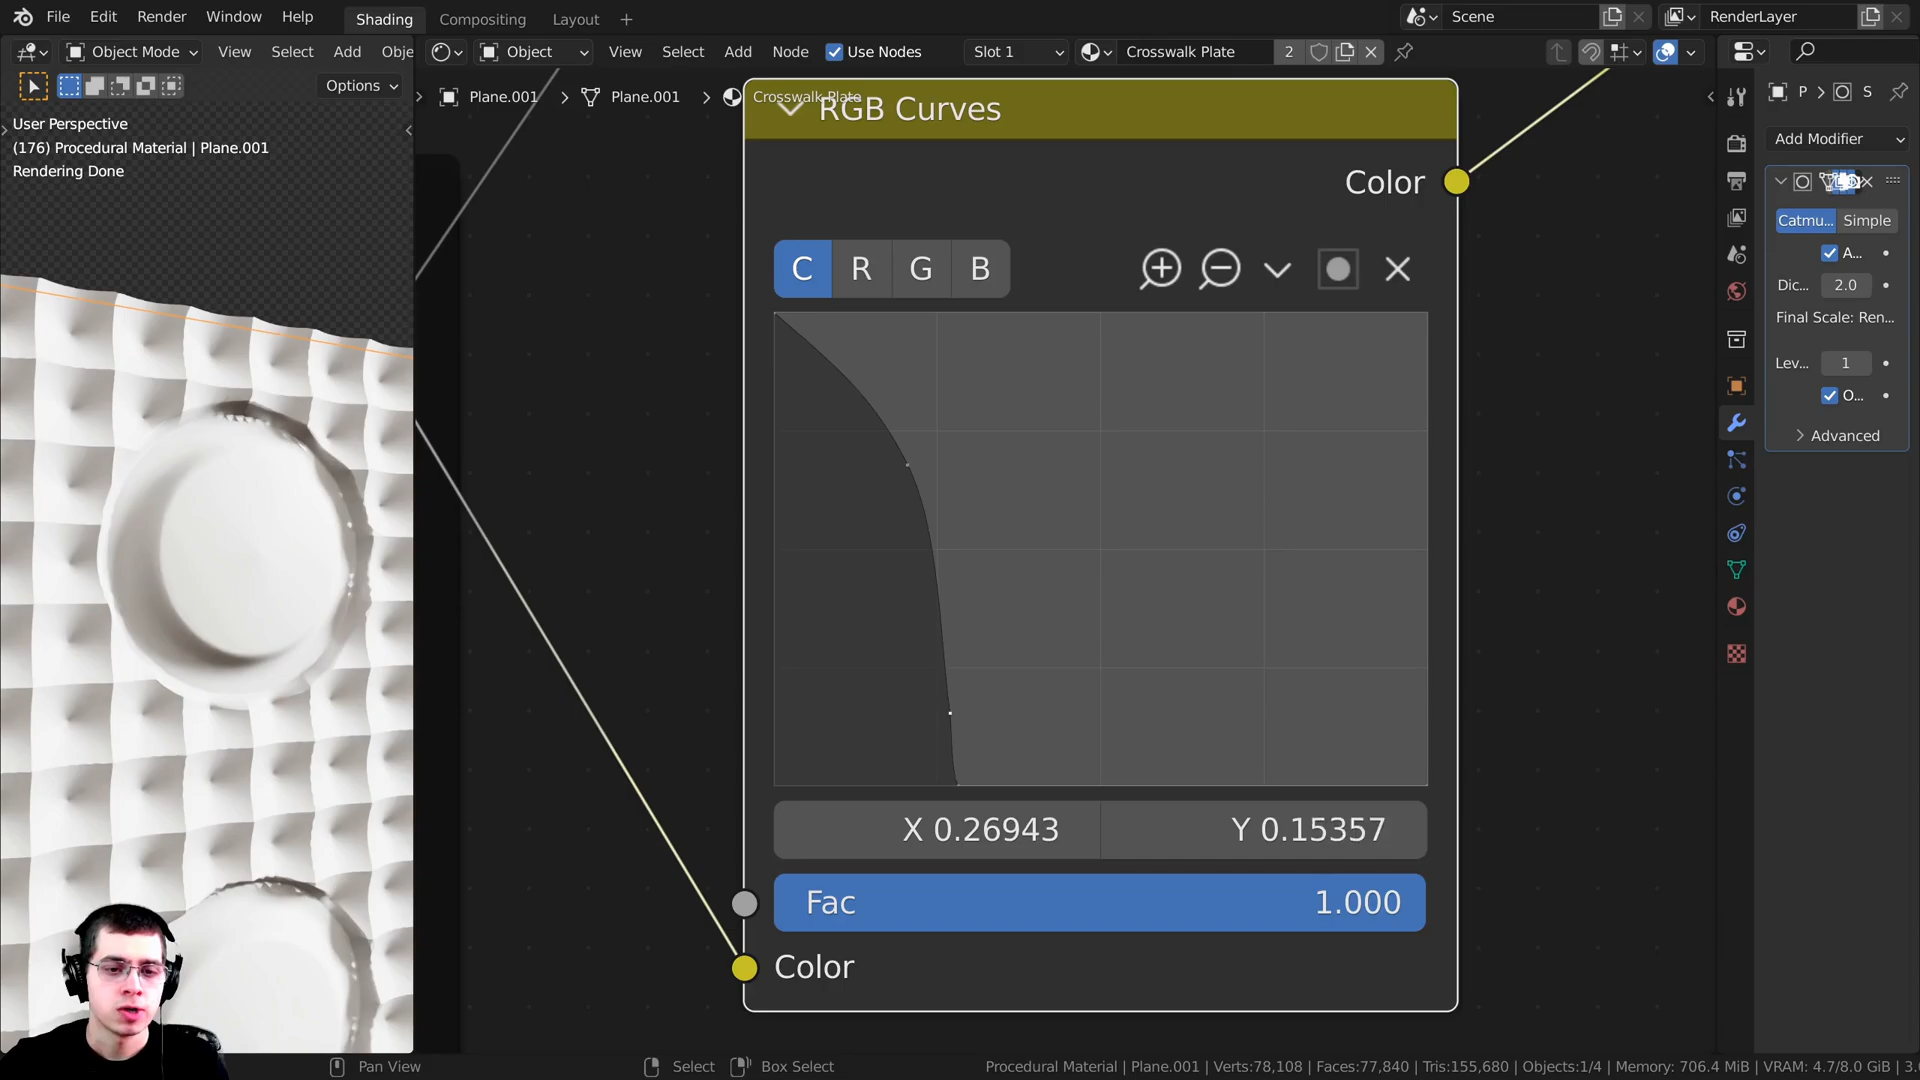 File Edit Render Window Help Shading Compositing Layout + Scene RenderLayer
Object Mode View Select Add Obje Object View Select Add Node Use Nodes Slot 1 Crosswalk Plate 2
Options Plane.001 Plane.001 Crosswalk Plate P S
RGB Curves
User Perspective
(176) Procedural Material | Plane.001
Rendering Done
Add Modifier
Color
Catmu... Simple
C R G B
A...
Dic... 2.0
Final Scale: Ren...
Lev... 1
O...
Advanced
X 0.26943 Y 0.15357
Fac 1.000
Color
Pan View Select Box Select Procedural Material | Plane.001 | Verts:78,108 | Faces:77,840 | Tris:155,680 | Objects:1/4 | Memory: 706.4 MiB | VRAM: 4.7/8.0 GiB | 3.